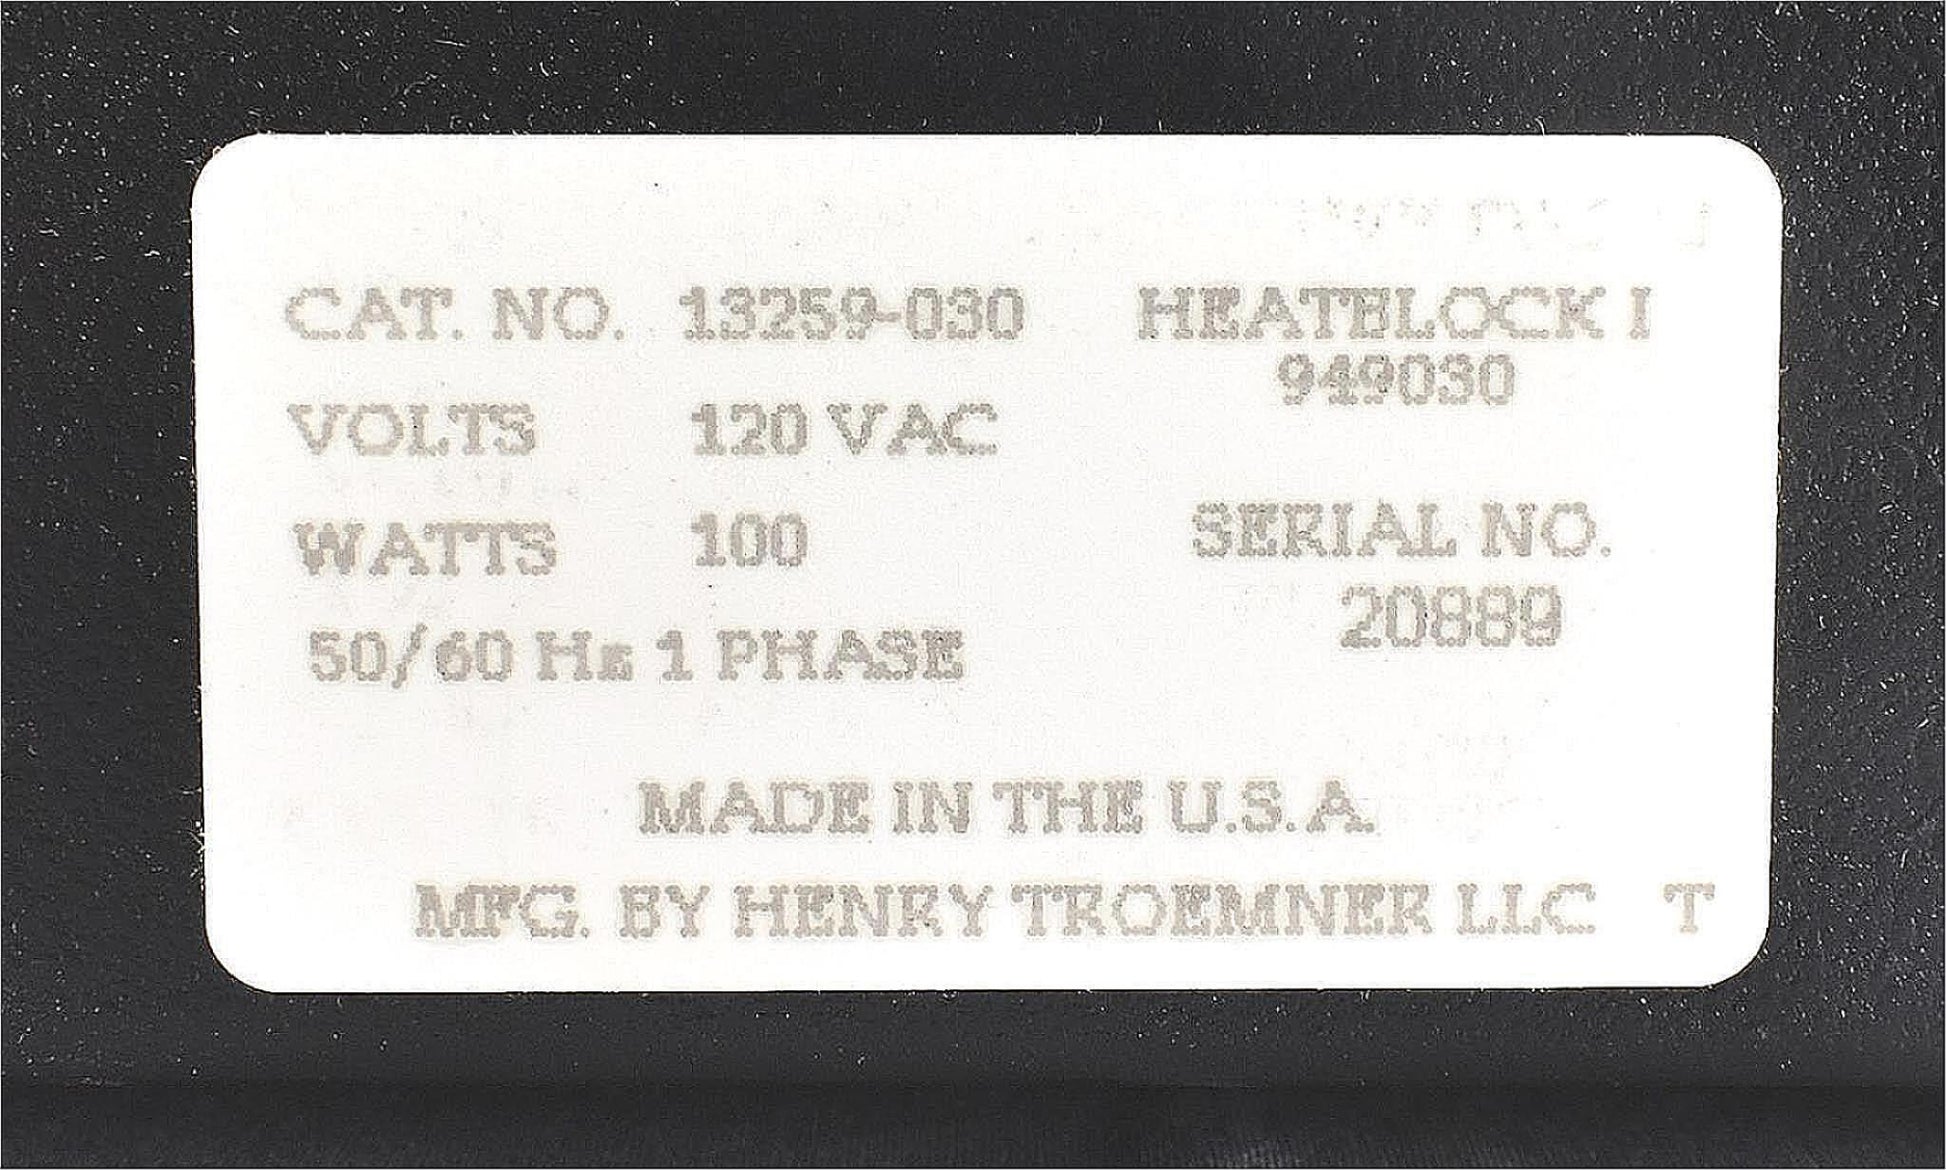 CAT. NO. 13259-030 HEATBLOCK I
949030
VOLTS 120 VAC
WATTS 100 SERIAL NO.
20889
50/60 Hz 1 PHASE
MADE IN THE U.S.A.
MFG. BY HENRY TROEMNER LLC T